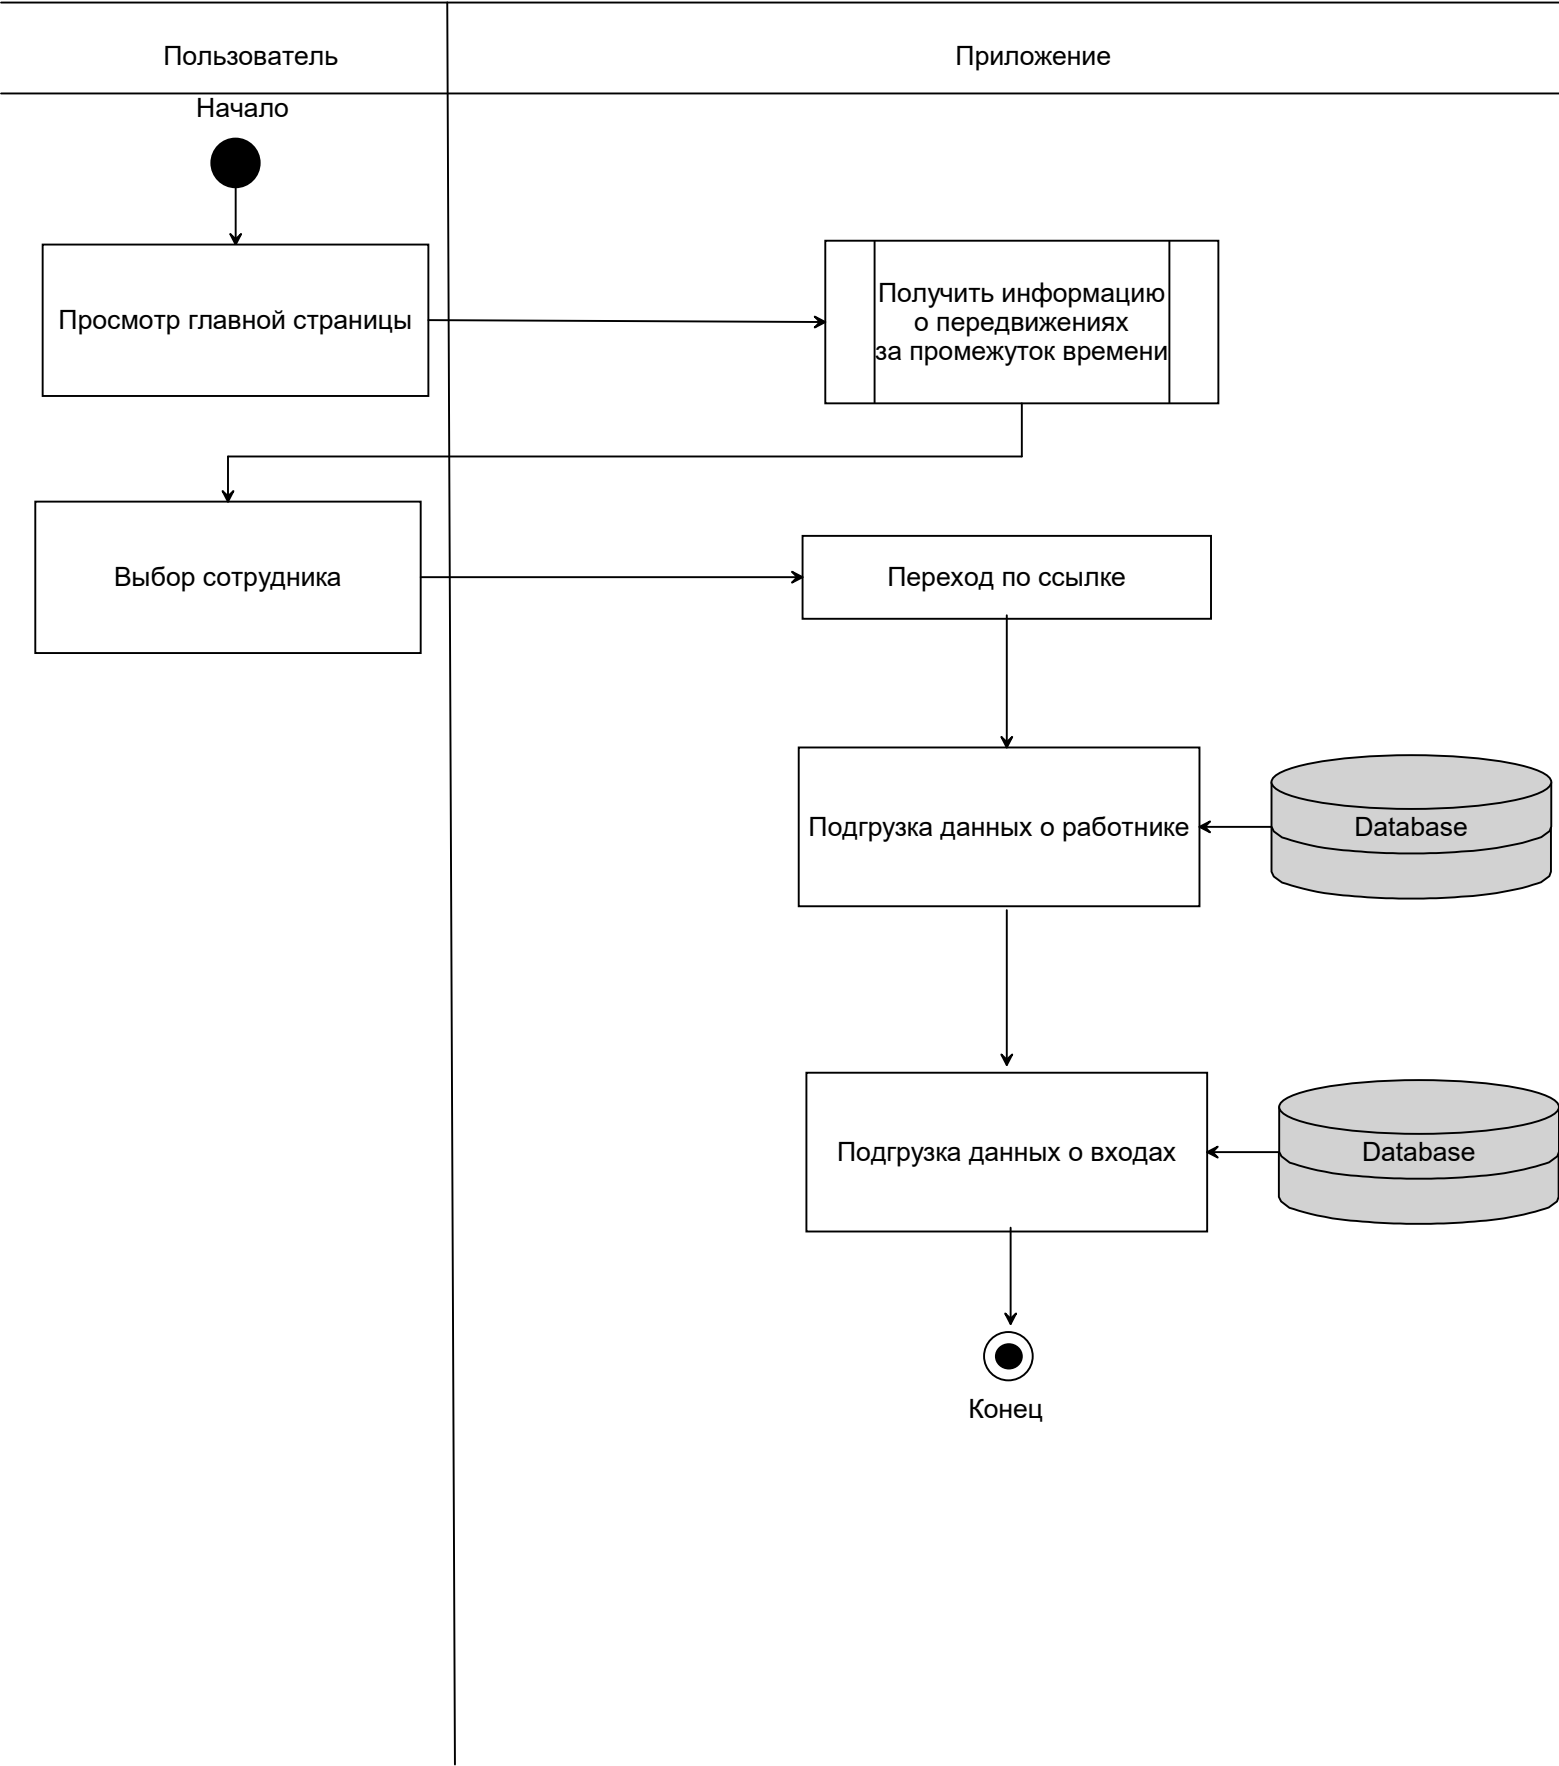 Пользователь
Приложение
Начало
Просмотр главной страницы
Получить информацию
о передвижениях
за промежуток времени
Выбор сотрудника
Переход по ссылке
Подгрузка данных о работнике
Database
Подгрузка данных о входах
Database
Конец